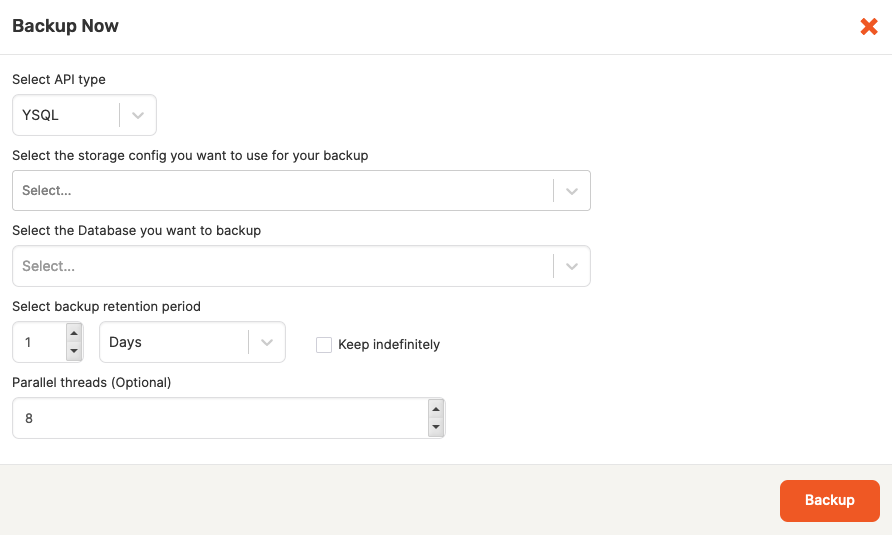 Backup Now
Select API type
YSQL
Select the storage config you want to use for your backup
Select...
Select the Database you want to backup
Select...
Select backup retention period
1 Days Keep indefinitely
Parallel threads (Optional)
8
Backup